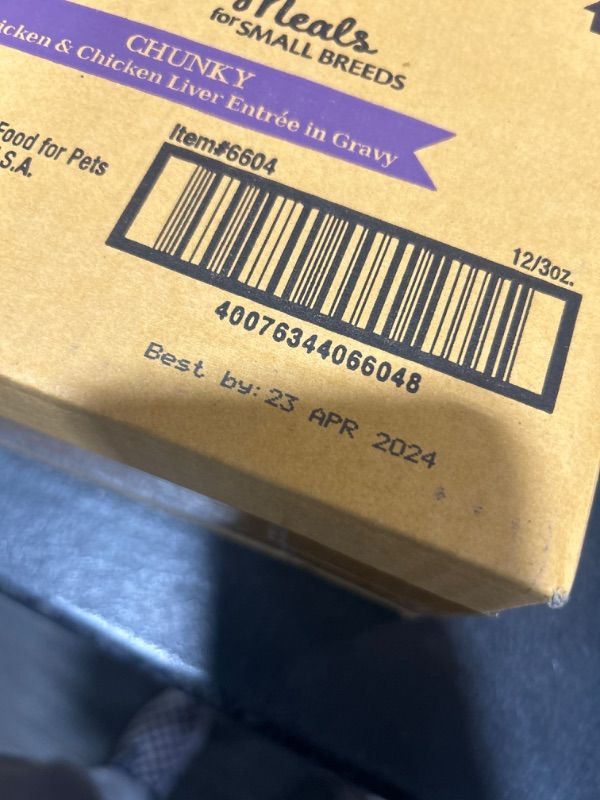 Meals
for SMALL BREEDS
CHUNKY
Chicken & Chicken Liver Entrée in Gravy
Food for Pets
S.A.
Item#6604
12/3oz.
40076344066048
Best by: 23 APR 2024